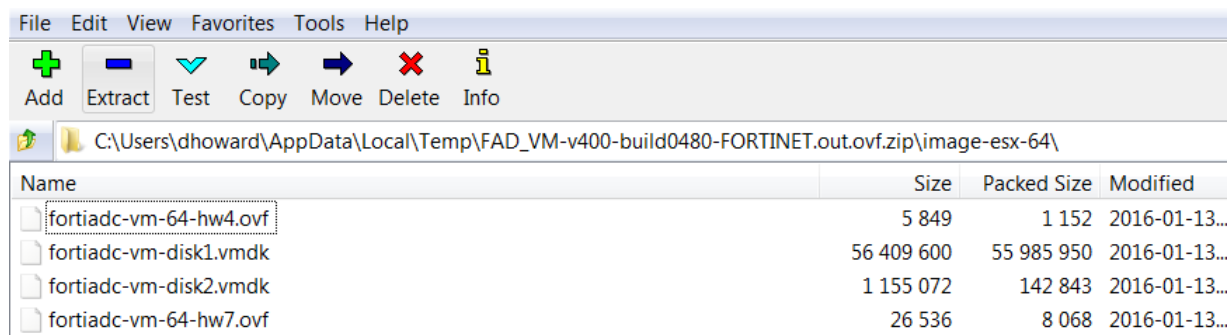 File Edit View Favorites Tools Help
Add Extract Test Copy Move Delete Info
C:\Users\dhoward\AppData\Local\Temp\FAD_VM-v400-build0480-FORTINET.out.ovf.zip\image-esx-64\
Name Size Packed Size Modified
fortiadc-vm-64-hw4.ovf 5 849 1 152 2016-01-13...
fortiadc-vm-disk1.vmdk 56 409 600 55 985 950 2016-01-13...
fortiadc-vm-disk2.vmdk 1 155 072 142 843 2016-01-13...
fortiadc-vm-64-hw7.ovf 26 536 8 068 2016-01-13...